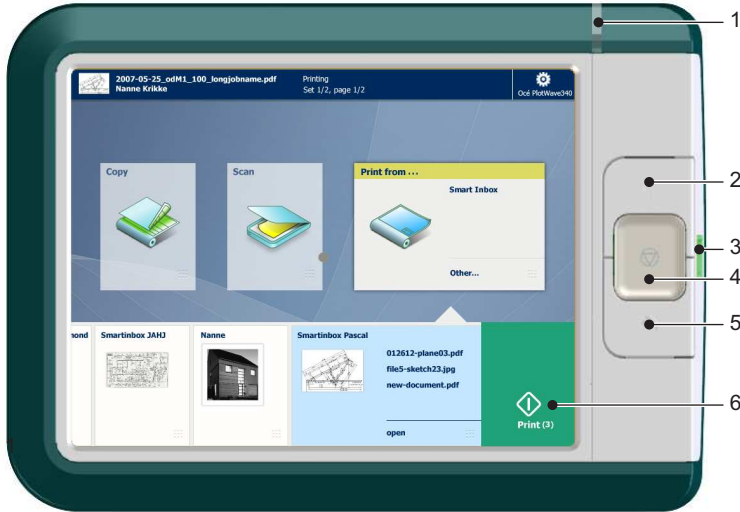 2007-05-25_odM1_100_longjobname.pdf
Nanne Krikke
Printing
Set 1/2, page 1/2
Océ PlotWave340
Copy
Scan
Print from ...
Smart Inbox
Other...
mond
Smartinbox JAHJ
Nanne
Smartinbox Pascal
012612-plane03.pdf
file5-sketch23.jpg
new-document.pdf
open
Print (3)
1
2
3
4
5
6